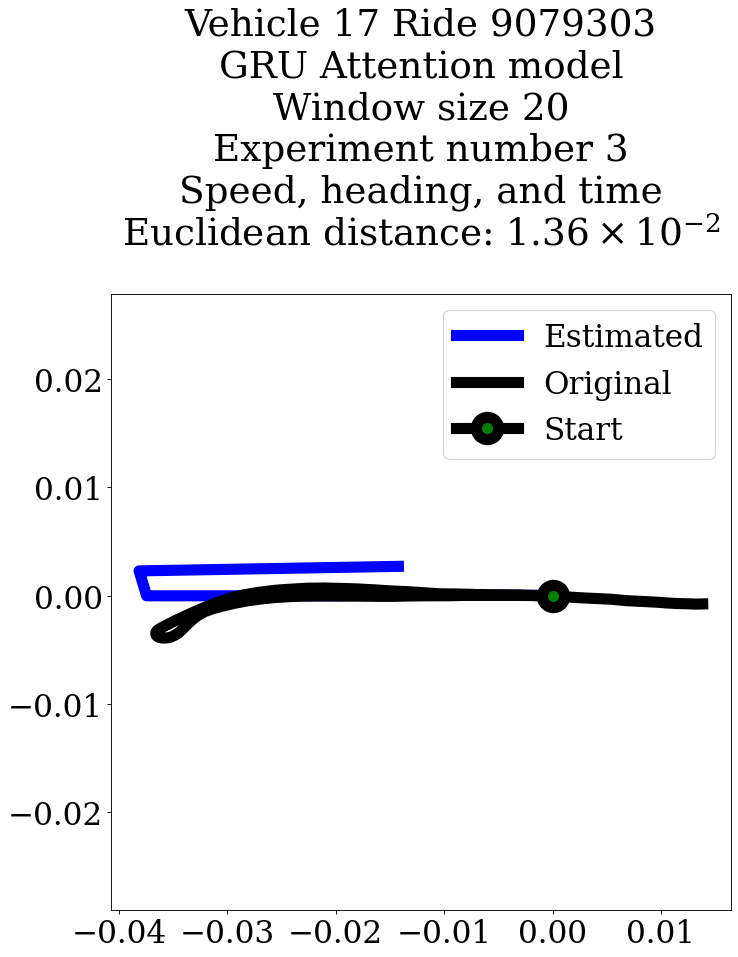 Vehicle 17 Ride 9079303
GRU Attention model
Window size 20
Experiment number 3
Speed, heading, and time
Euclidean distance: 1.36 × 10⁻²
Estimated
Original
Start
0.02
0.01
0.00
−0.01
−0.02
−0.04 −0.03 −0.02 −0.01 0.00 0.01